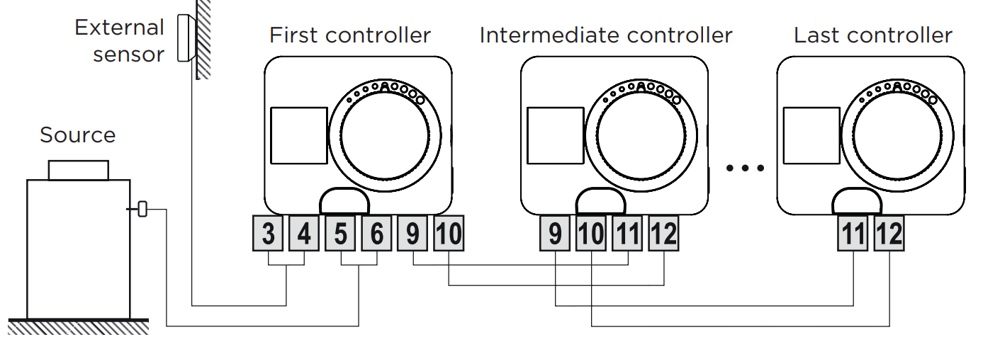 External
sensor
First controller
Intermediate controller
Last controller
Source
3 4 5 6 9 10
9 10 11 12
11 12